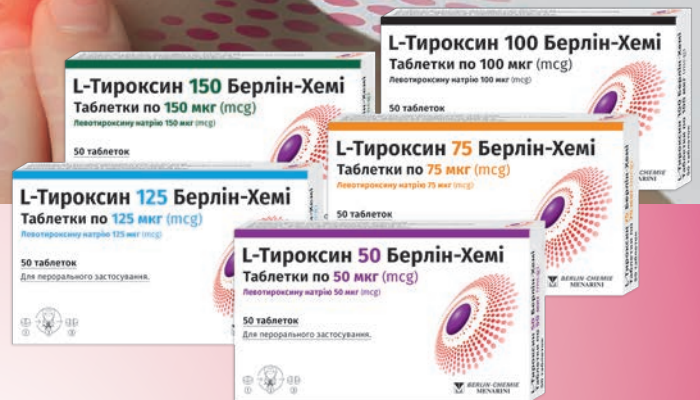 L-Тироксин 100 Берлін-Хемі
Таблетки по 100 мкг (mcg)
Левотироксину натрію 100 мкг (mcg)
50 таблеток
L-Тироксин 150 Берлін-Хемі
Таблетки по 150 мкг (mcg)
Левотироксину натрію 150 мкг (mcg)
50 таблеток
L-Тироксин 75 Берлін-Хемі
Таблетки по 75 мкг (mcg)
Левотироксину натрію 75 мкг (mcg)
50 таблеток
BERLIN-CHEMIE
MENARINI
L-Тироксин 125 Берлін-Хемі
Таблетки по 125 мкг (mcg)
Левотироксину натрію 125 мкг (mcg)
50 таблеток
Для перорального застосування.
L-Тироксин 50 Берлін-Хемі
Таблетки по 50 мкг (mcg)
Левотироксину натрію 50 мкг (mcg)
50 таблеток
Для перорального застосування.
BERLIN-CHEMIE
MENARINI